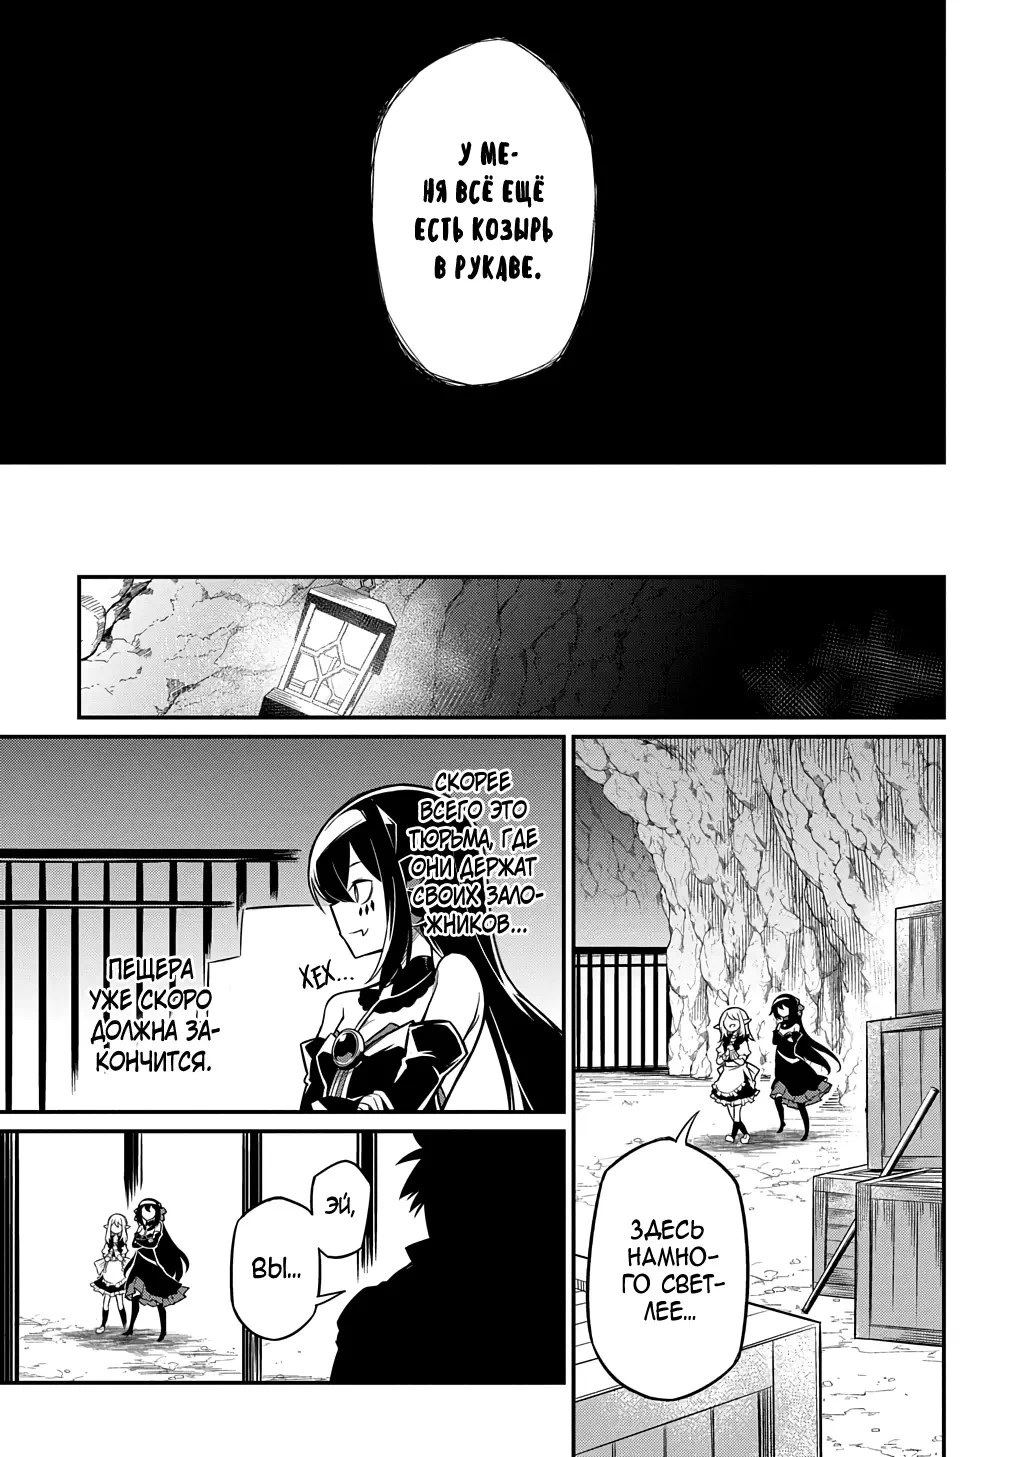 У МЕ-
НЯ ВСЁ ЕЩЁ
ЕСТЬ КОЗЫРЬ
В РУКАВЕ.
ЗДЕСЬ
НАМНО-
ГО СВЕТ-
ЛЕЕ...
СКОРЕЕ
ВСЕГО ЭТО
ТЮРЬМА, ГДЕ
ОНИ ДЕРЖАТ
СВОИХ ЗАЛО-
ЖНИКОВ...
ХЕХ...
ПЕЩЕРА
УЖЕ СКОРО
ДОЛЖНА ЗА-
КОНЧИТСЯ.
ЭЙ,
ВЫ...